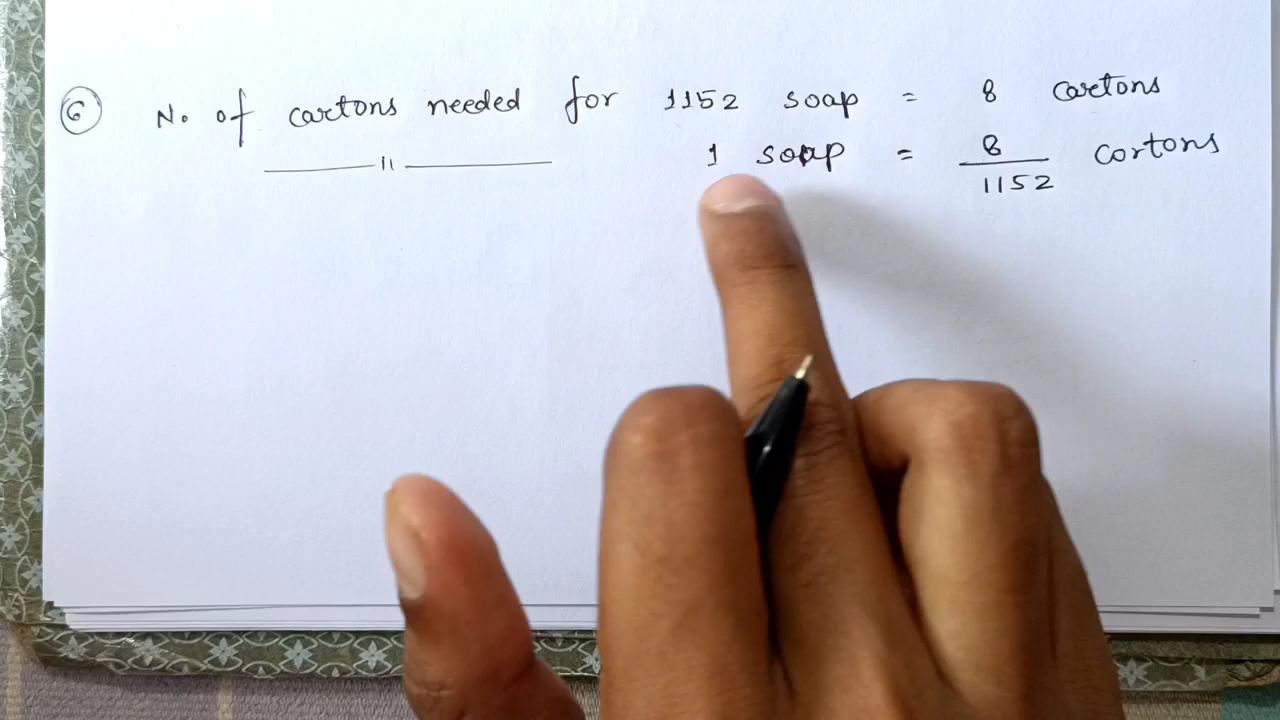 6 No. of cartons needed for 1152 soap = 8 cartons
——— 11 ——— 1 soap = 8/1152 cortons